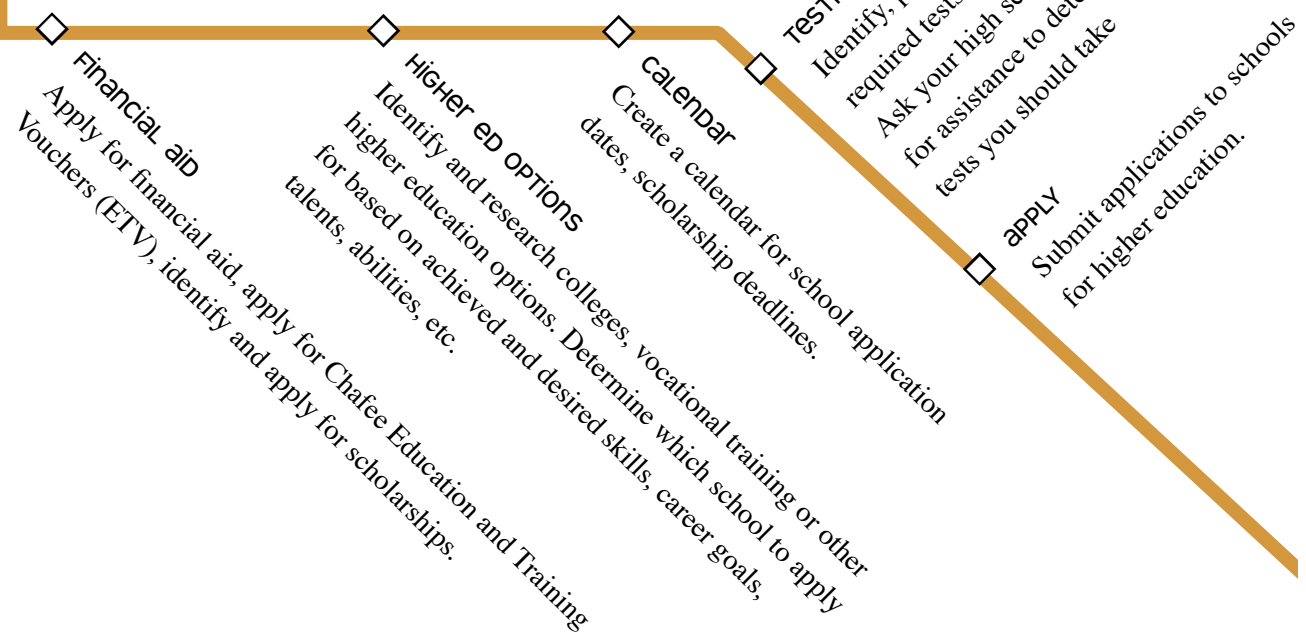 Financial aid
Apply for financial aid, apply for Chafee Education and Training
Vouchers (ETV), identify and apply for scholarships.
Higher ed options
Identify and research colleges, vocational training or other
higher education options. Determine which school to apply
for based on achieved and desired skills, career goals,
talents, abilities, etc.
calendar
Create a calendar for school application
dates, scholarship deadlines.
Identify,
required tests
Ask your high
for assistance to
tests you should take
apply
Submit applications to schools
for higher education.